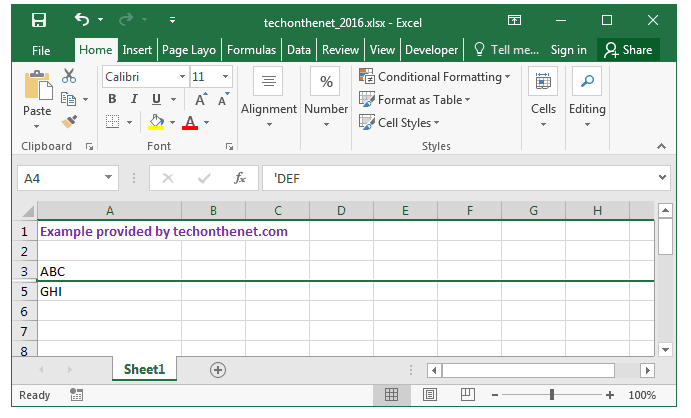 techonthenet_2016.xlsx - Excel
File Home Insert Page Layo Formulas Data Review View Developer Tell me... Sign in Share
Paste
Clipboard
Calibri 11
B I U A A
A
Font
Alignment
%
Number
Conditional Formatting
Format as Table
Cell Styles
Styles
Cells
Editing
A4 fx 'DEF
A B C D E F G H
1 Example provided by techonthenet.com
2
3 ABC
5 GHI
6
7
8
Sheet1
Ready 100%